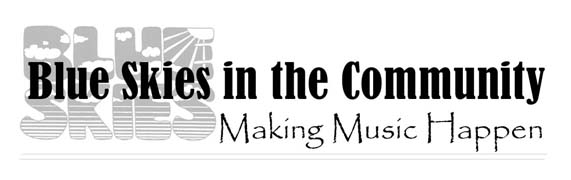 BLUE
SKIES
Blue Skies in the Community
Making Music Happen